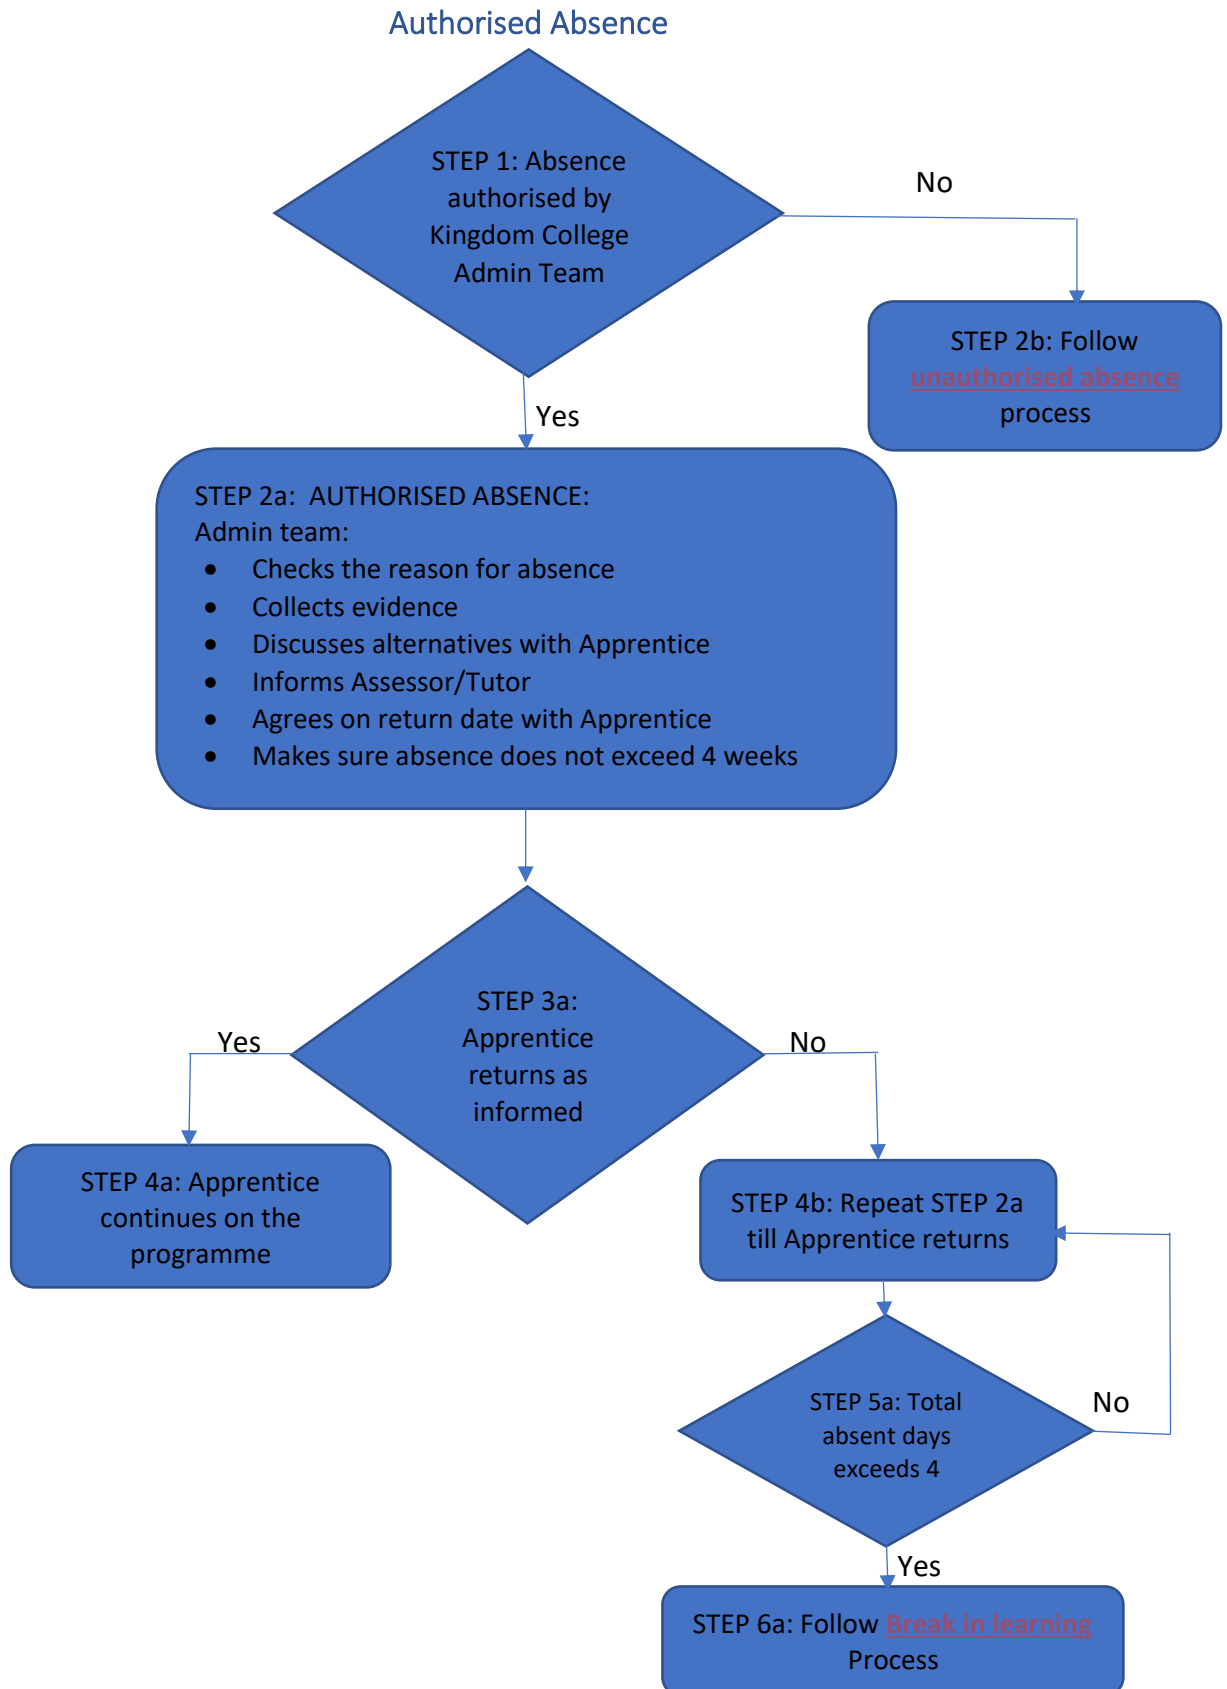 Authorised Absence
STEP 1: Absence
authorised by
Kingdom College
Admin Team
No
STEP 2b: Follow
unauthorised absence
process
Yes
STEP 2a:  AUTHORISED ABSENCE:
Admin team:
• Checks the reason for absence
• Collects evidence
• Discusses alternatives with Apprentice
• Informs Assessor/Tutor
• Agrees on return date with Apprentice
• Makes sure absence does not exceed 4 weeks
STEP 3a:
Apprentice
returns as
informed
Yes
No
STEP 4a: Apprentice
continues on the
programme
STEP 4b: Repeat STEP 2a
till Apprentice returns
STEP 5a: Total
absent days
exceeds 4
No
Yes
STEP 6a: Follow Break in learning
Process